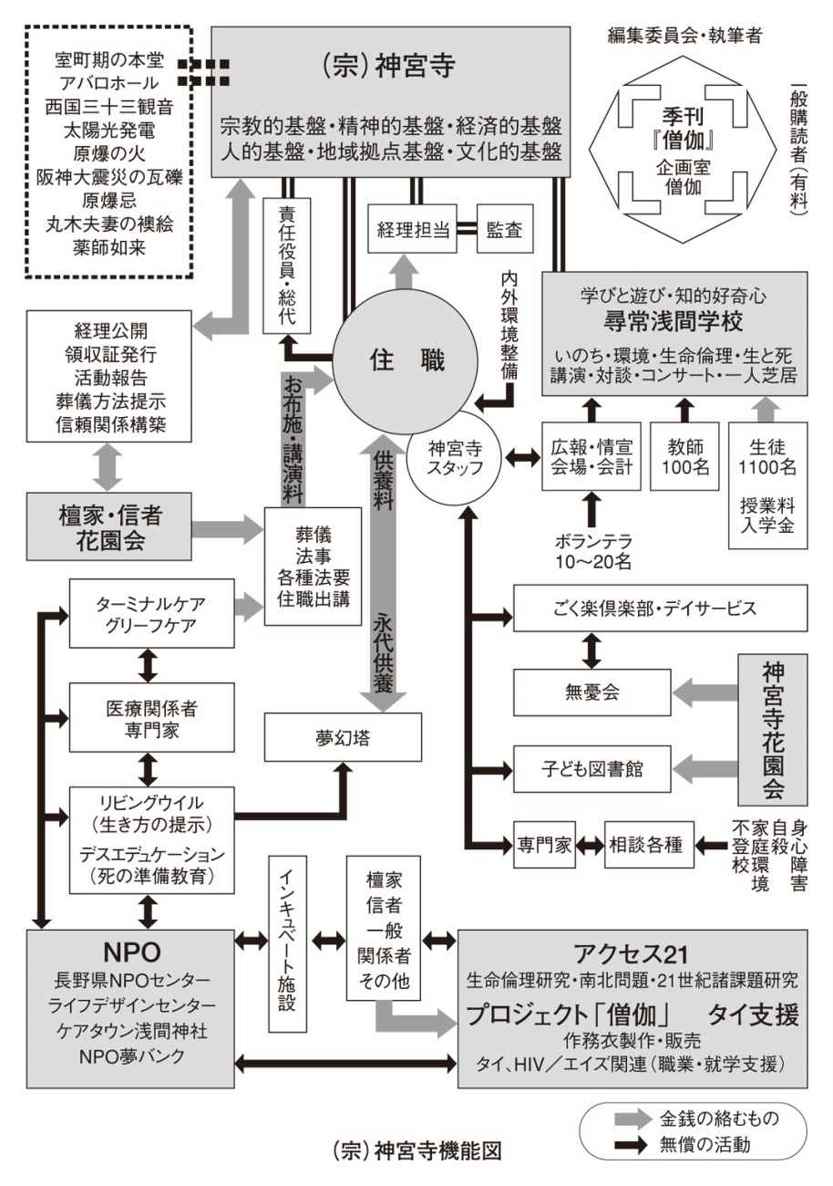 室町期の本堂
アバロホール
西国三十三観音
太陽光発電
原爆の火
阪神大震災の瓦礫
原爆忌
丸木夫妻の襖絵
薬師如来
（宗）神宮寺
宗教的基盤・精神的基盤・経済的基盤
人的基盤・地域拠点基盤・文化的基盤
編集委員会・執筆者
季刊
『僧伽』
企画室
僧伽
一般購読者（有料）
責任役員・総代
経理担当
監査
経理公開
領収証発行
活動報告
葬儀方法提示
信頼関係構築
住　職
内外環境整備
学びと遊び・知的好奇心
尋常浅間学校
いのち・環境・生命倫理・生と死
講演・対談・コンサート・一人芝居
お布施・講演料
神宮寺
スタッフ
広報・情宣
会場・会計
教師
100名
生徒
1100名
授業料
入学金
ボランテラ
10〜20名
檀家・信者
花園会
葬儀
法事
各種法要
住職出講
供養料
永代供養
ターミナルケア
グリーフケア
医療関係者
専門家
リビングウイル
（生き方の提示）
デスエデュケーション
（死の準備教育）
夢幻塔
ごく楽倶楽部・デイサービス
無憂会
子ども図書館
神宮寺花園会
専門家
相談各種
身心障害
自殺
家庭環境
不登校
NPO
長野県NPOセンター
ライフデザインセンター
ケアタウン浅間神社
NPO夢バンク
インキュベート施設
檀家
信者
一般
関係者
その他
アクセス21
生命倫理研究・南北問題・21世紀諸課題研究
プロジェクト「僧伽」　タイ支援
作務衣製作・販売
タイ、HIV／エイズ関連（職業・就学支援）
金銭の絡むもの
無償の活動
（宗）神宮寺機能図